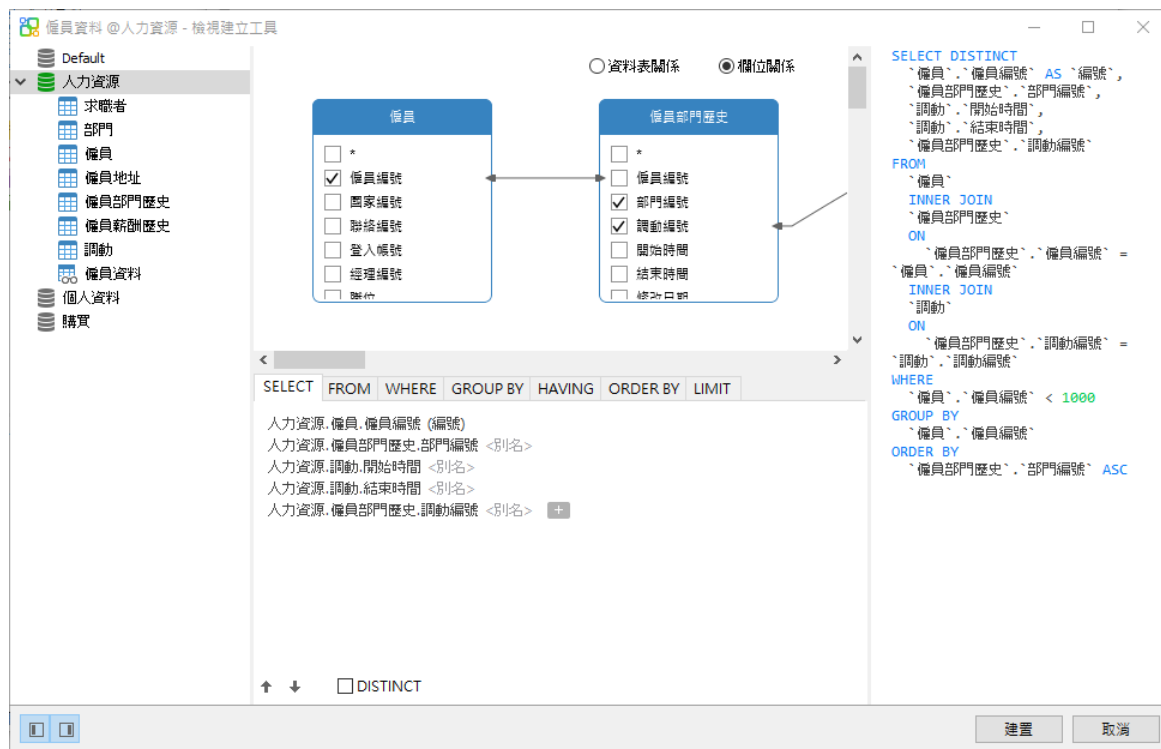 僱員資料 @人力資源 - 檢視建立工具
Default
人力資源
求職者
部門
僱員
僱員地址
僱員部門歷史
僱員薪酬歷史
調動
僱員資料
個人資料
購買
資料表關係
欄位關係
僱員
*
僱員編號
國家編號
聯絡編號
登入帳號
經理編號
職位
僱員部門歷史
*
僱員編號
部門編號
調動編號
開始時間
結束時間
修改日期
SELECT FROM WHERE GROUP BY HAVING ORDER BY LIMIT
人力資源.僱員.僱員編號 (編號)
人力資源.僱員部門歷史.部門編號 <別名>
人力資源.調動.開始時間 <別名>
人力資源.調動.結束時間 <別名>
人力資源.僱員部門歷史.調動編號 <別名> +
DISTINCT
SELECT DISTINCT
`僱員`.`僱員編號` AS `編號`,
`僱員部門歷史`.`部門編號`,
`調動`.`開始時間`,
`調動`.`結束時間`,
`僱員部門歷史`.`調動編號`
FROM
`僱員`
INNER JOIN
`僱員部門歷史`
ON
`僱員部門歷史`.`僱員編號` =
`僱員`.`僱員編號`
INNER JOIN
`調動`
ON
`僱員部門歷史`.`調動編號` =
`調動`.`調動編號`
WHERE
`僱員`.`僱員編號` < 1000
GROUP BY
`僱員`.`僱員編號`
ORDER BY
`僱員部門歷史`.`部門編號` ASC
建置
取消